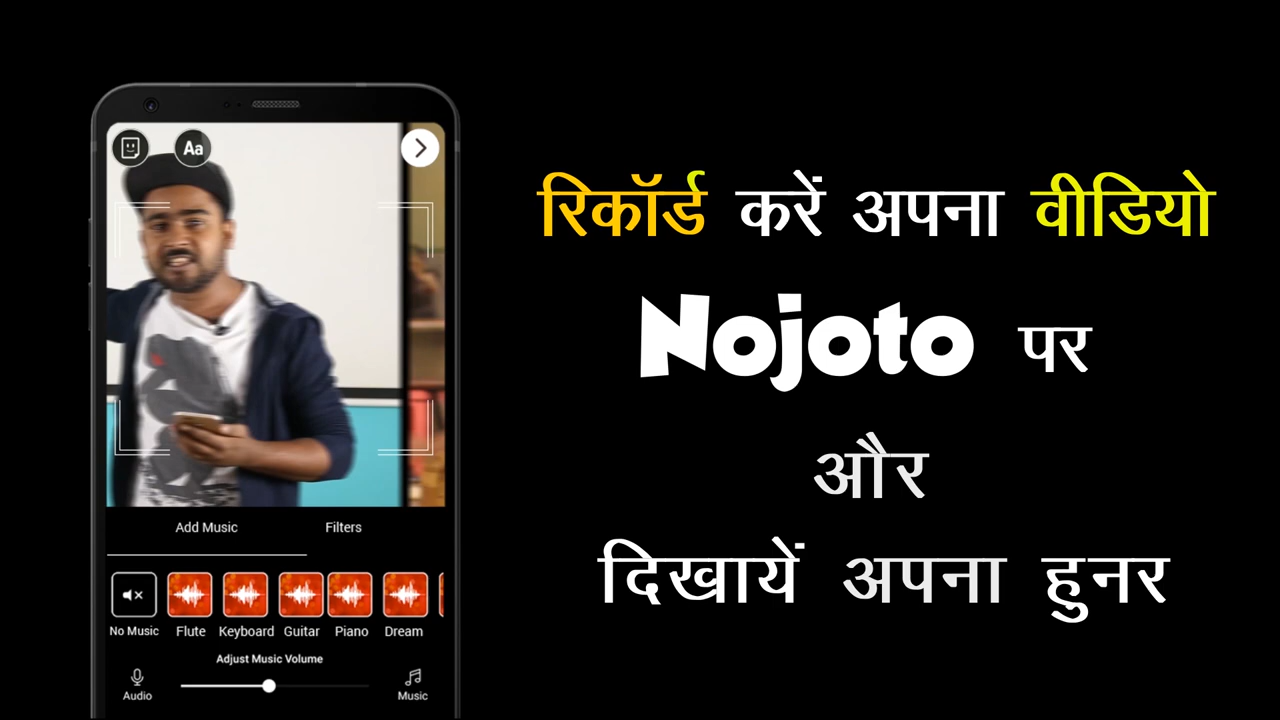 Aa
रिकॉर्ड करें अपना वीडियो
Nojoto पर
और
दिखायें अपना हुनर
Add Music Filters
No Music Flute Keyboard Guitar Piano Dream
Adjust Music Volume
Audio Music